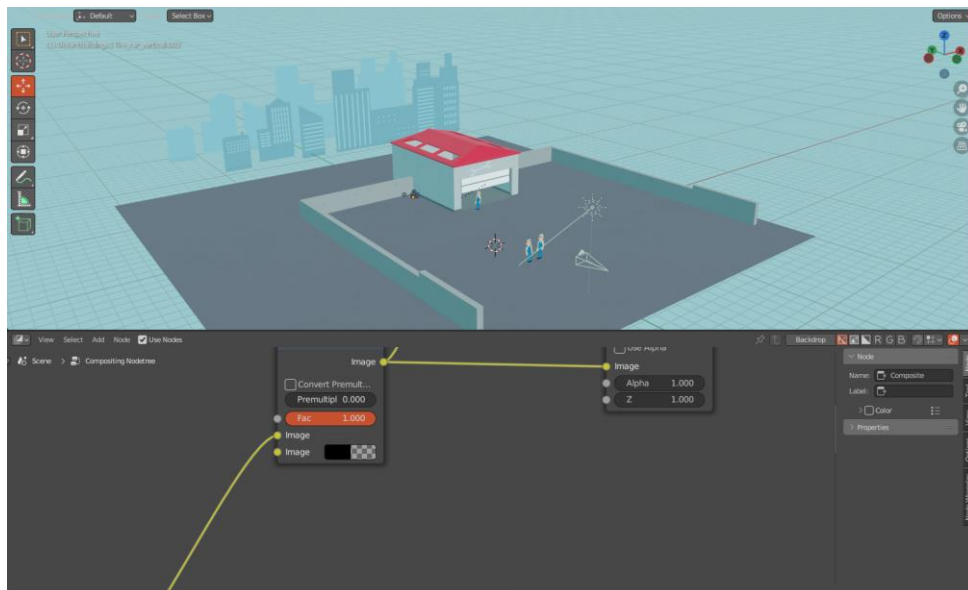 Default
Select Box
Options
User Perspective
Z
View Select Add Node Use Nodes
Backdrop
R G B
Scene > Compositing Nodetree
Node
Name: Composite
Label:
Color
Properties
Image
Convert Premult...
Premultipl 0.000
Fac 1.000
Image
Image
Use Alpha
Image
Alpha 1.000
Z 1.000